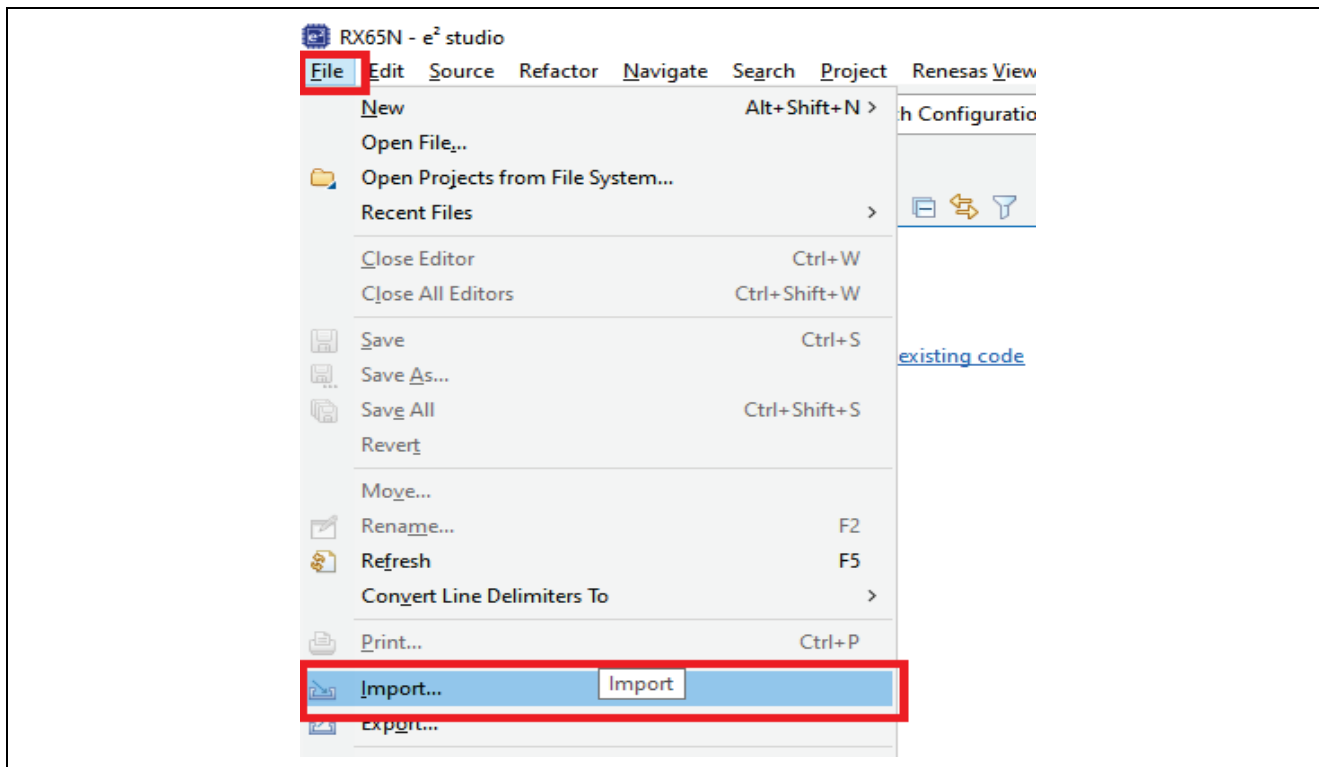 RX65N - e² studio
File Edit Source Refactor Navigate Search Project Renesas View
New Alt+Shift+N >
h Configuratio
Open File...
Open Projects from File System...
Recent Files >
Close Editor Ctrl+W
Close All Editors Ctrl+Shift+W
Save Ctrl+S
existing code
Save As...
Save All Ctrl+Shift+S
Revert
Move...
Rename... F2
Refresh F5
Convert Line Delimiters To >
Print... Ctrl+P
Import... Import
Export...